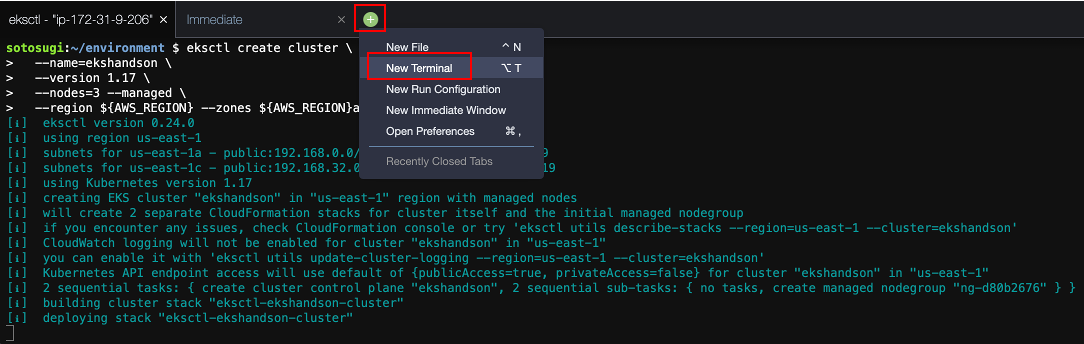 eksctl - "ip-172-31-9-206" ×
Immediate ×
New File ^ N
New Terminal ⌥ T
New Run Configuration
New Immediate Window
Open Preferences ⌘ ,
Recently Closed Tabs
sotosugi:~/environment $ eksctl create cluster \
>   --name=ekshandson \
>   --version 1.17 \
>   --nodes=3 --managed \
>   --region ${AWS_REGION} --zones ${AWS_REGION}a
[ℹ]  eksctl version 0.24.0
[ℹ]  using region us-east-1
[ℹ]  subnets for us-east-1a - public:192.168.0.0/ 9
[ℹ]  subnets for us-east-1c - public:192.168.32.0 19
[ℹ]  using Kubernetes version 1.17
[ℹ]  creating EKS cluster "ekshandson" in "us-east-1" region with managed nodes
[ℹ]  will create 2 separate CloudFormation stacks for cluster itself and the initial managed nodegroup
[ℹ]  if you encounter any issues, check CloudFormation console or try 'eksctl utils describe-stacks --region=us-east-1 --cluster=ekshandson'
[ℹ]  CloudWatch logging will not be enabled for cluster "ekshandson" in "us-east-1"
[ℹ]  you can enable it with 'eksctl utils update-cluster-logging --region=us-east-1 --cluster=ekshandson'
[ℹ]  Kubernetes API endpoint access will use default of {publicAccess=true, privateAccess=false} for cluster "ekshandson" in "us-east-1"
[ℹ]  2 sequential tasks: { create cluster control plane "ekshandson", 2 sequential sub-tasks: { no tasks, create managed nodegroup "ng-d80b2676" } }
[ℹ]  building cluster stack "eksctl-ekshandson-cluster"
[ℹ]  deploying stack "eksctl-ekshandson-cluster"